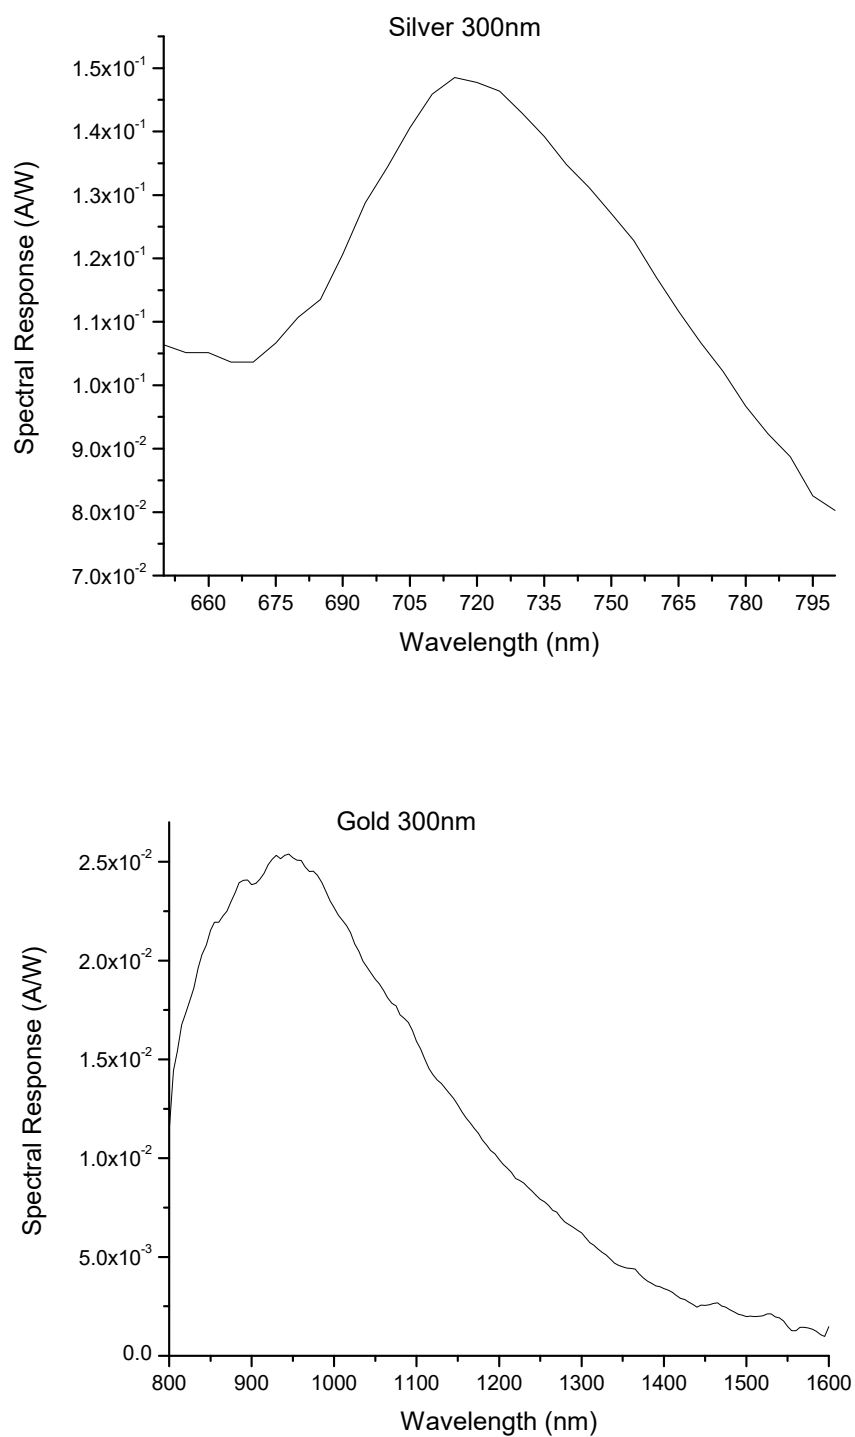 Silver 300nm
Spectral Response (A/W)
1.5x10⁻¹
1.4x10⁻¹
1.3x10⁻¹
1.2x10⁻¹
1.1x10⁻¹
1.0x10⁻¹
9.0x10⁻²
8.0x10⁻²
7.0x10⁻²
660 675 690 705 720 735 750 765 780 795
Wavelength (nm)
Gold 300nm
Spectral Response (A/W)
2.5x10⁻²
2.0x10⁻²
1.5x10⁻²
1.0x10⁻²
5.0x10⁻³
0.0
800 900 1000 1100 1200 1300 1400 1500 1600
Wavelength (nm)